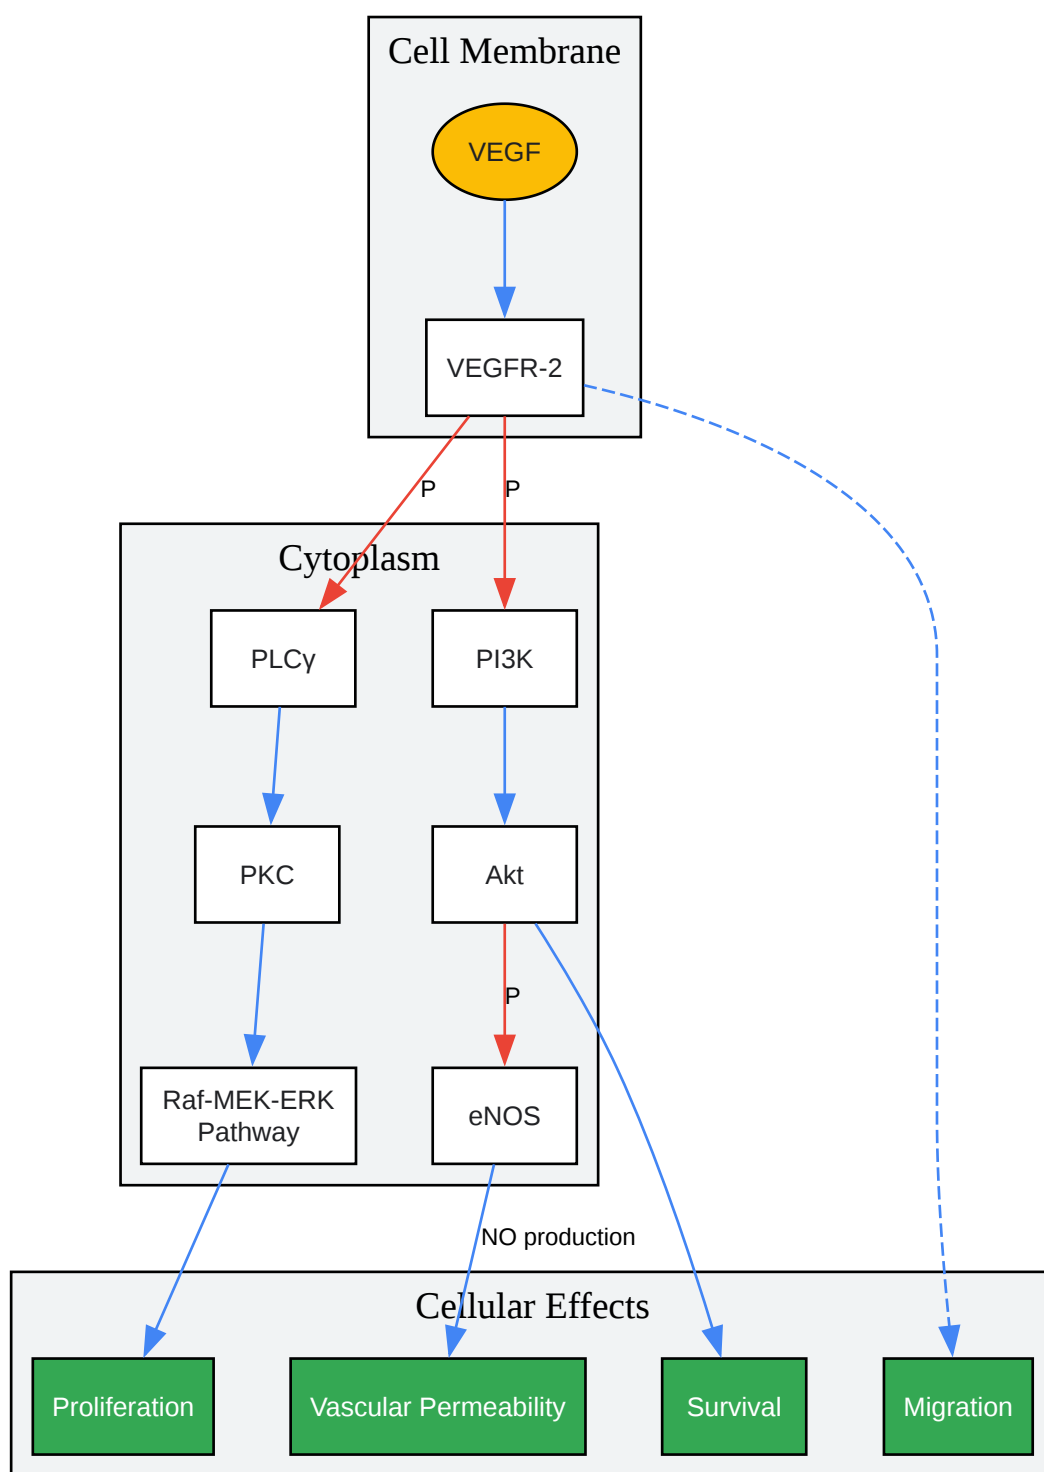 Cell Membrane
VEGF
VEGFR-2
P
P
Cytoplasm
PLCγ
PI3K
PKC
Akt
P
Raf-MEK-ERK
Pathway
eNOS
NO production
Cellular Effects
Proliferation
Vascular Permeability
Survival
Migration